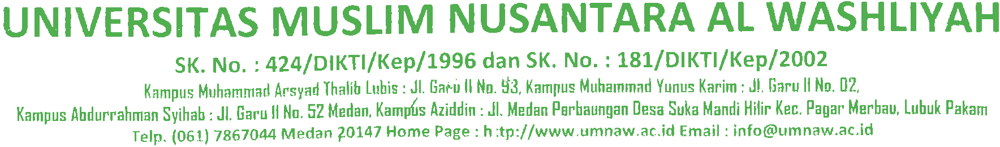 UNIVERSITAS MUSLIM NUSANTARA AL WASHLIYAH
SK. No. : 424/DIKTI/Kep/1996 dan SK. No. : 181/DIKTI/Kep/2002
Kampus Muhammad Arsyad Thalib Lubis : Jl. Garu II No. 93, Kampus Muhammad Yunus Karim : Jl. Garu II No. 02,
Kampus Abdurrahman Syihab : Jl. Garu II No. 52 Medan, Kampus Aziddin : Jl. Medan Perbaungan Desa Suka Mandi Hilir Kec. Pagar Merbau, Lubuk Pakam
Telp. (061) 7867044 Medan 20147 Home Page : h :tp://www.umnaw.ac.id Email : info@umnaw.ac.id